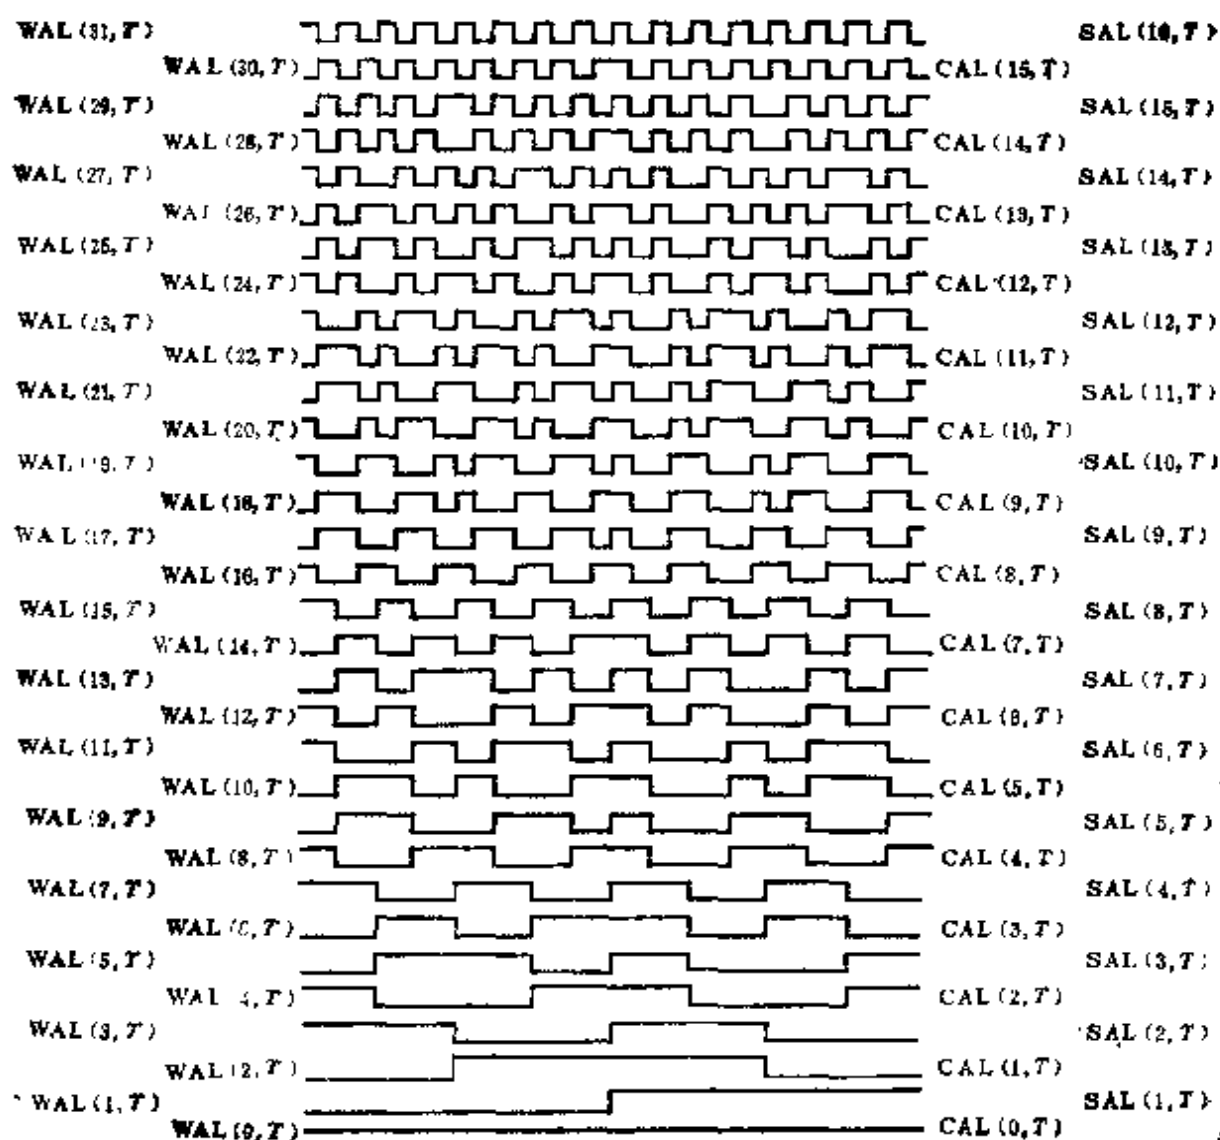 WAL (31, T) SAL (16, T)
WAL (30, T) CAL (15, T)
WAL (29, T) SAL (15, T)
WAL (28, T) CAL (14, T)
WAL (27, T) SAL (14, T)
WAL (26, T) CAL (13, T)
WAL (25, T) SAL (13, T)
WAL (24, T) CAL (12, T)
WAL (23, T) SAL (12, T)
WAL (22, T) CAL (11, T)
WAL (21, T) SAL (11, T)
WAL (20, T) CAL (10, T)
WAL (19, T) SAL (10, T)
WAL (18, T) CAL (9, T)
WAL (17, T) SAL (9, T)
WAL (16, T) CAL (8, T)
WAL (15, T) SAL (8, T)
WAL (14, T) CAL (7, T)
WAL (13, T) SAL (7, T)
WAL (12, T) CAL (6, T)
WAL (11, T) SAL (6, T)
WAL (10, T) CAL (5, T)
WAL (9, T) SAL (5, T)
WAL (8, T) CAL (4, T)
WAL (7, T) SAL (4, T)
WAL (6, T) CAL (3, T)
WAL (5, T) SAL (3, T)
WAL (4, T) CAL (2, T)
WAL (3, T) SAL (2, T)
WAL (2, T) CAL (1, T)
WAL (1, T) SAL (1, T)
WAL (0, T) CAL (0, T)